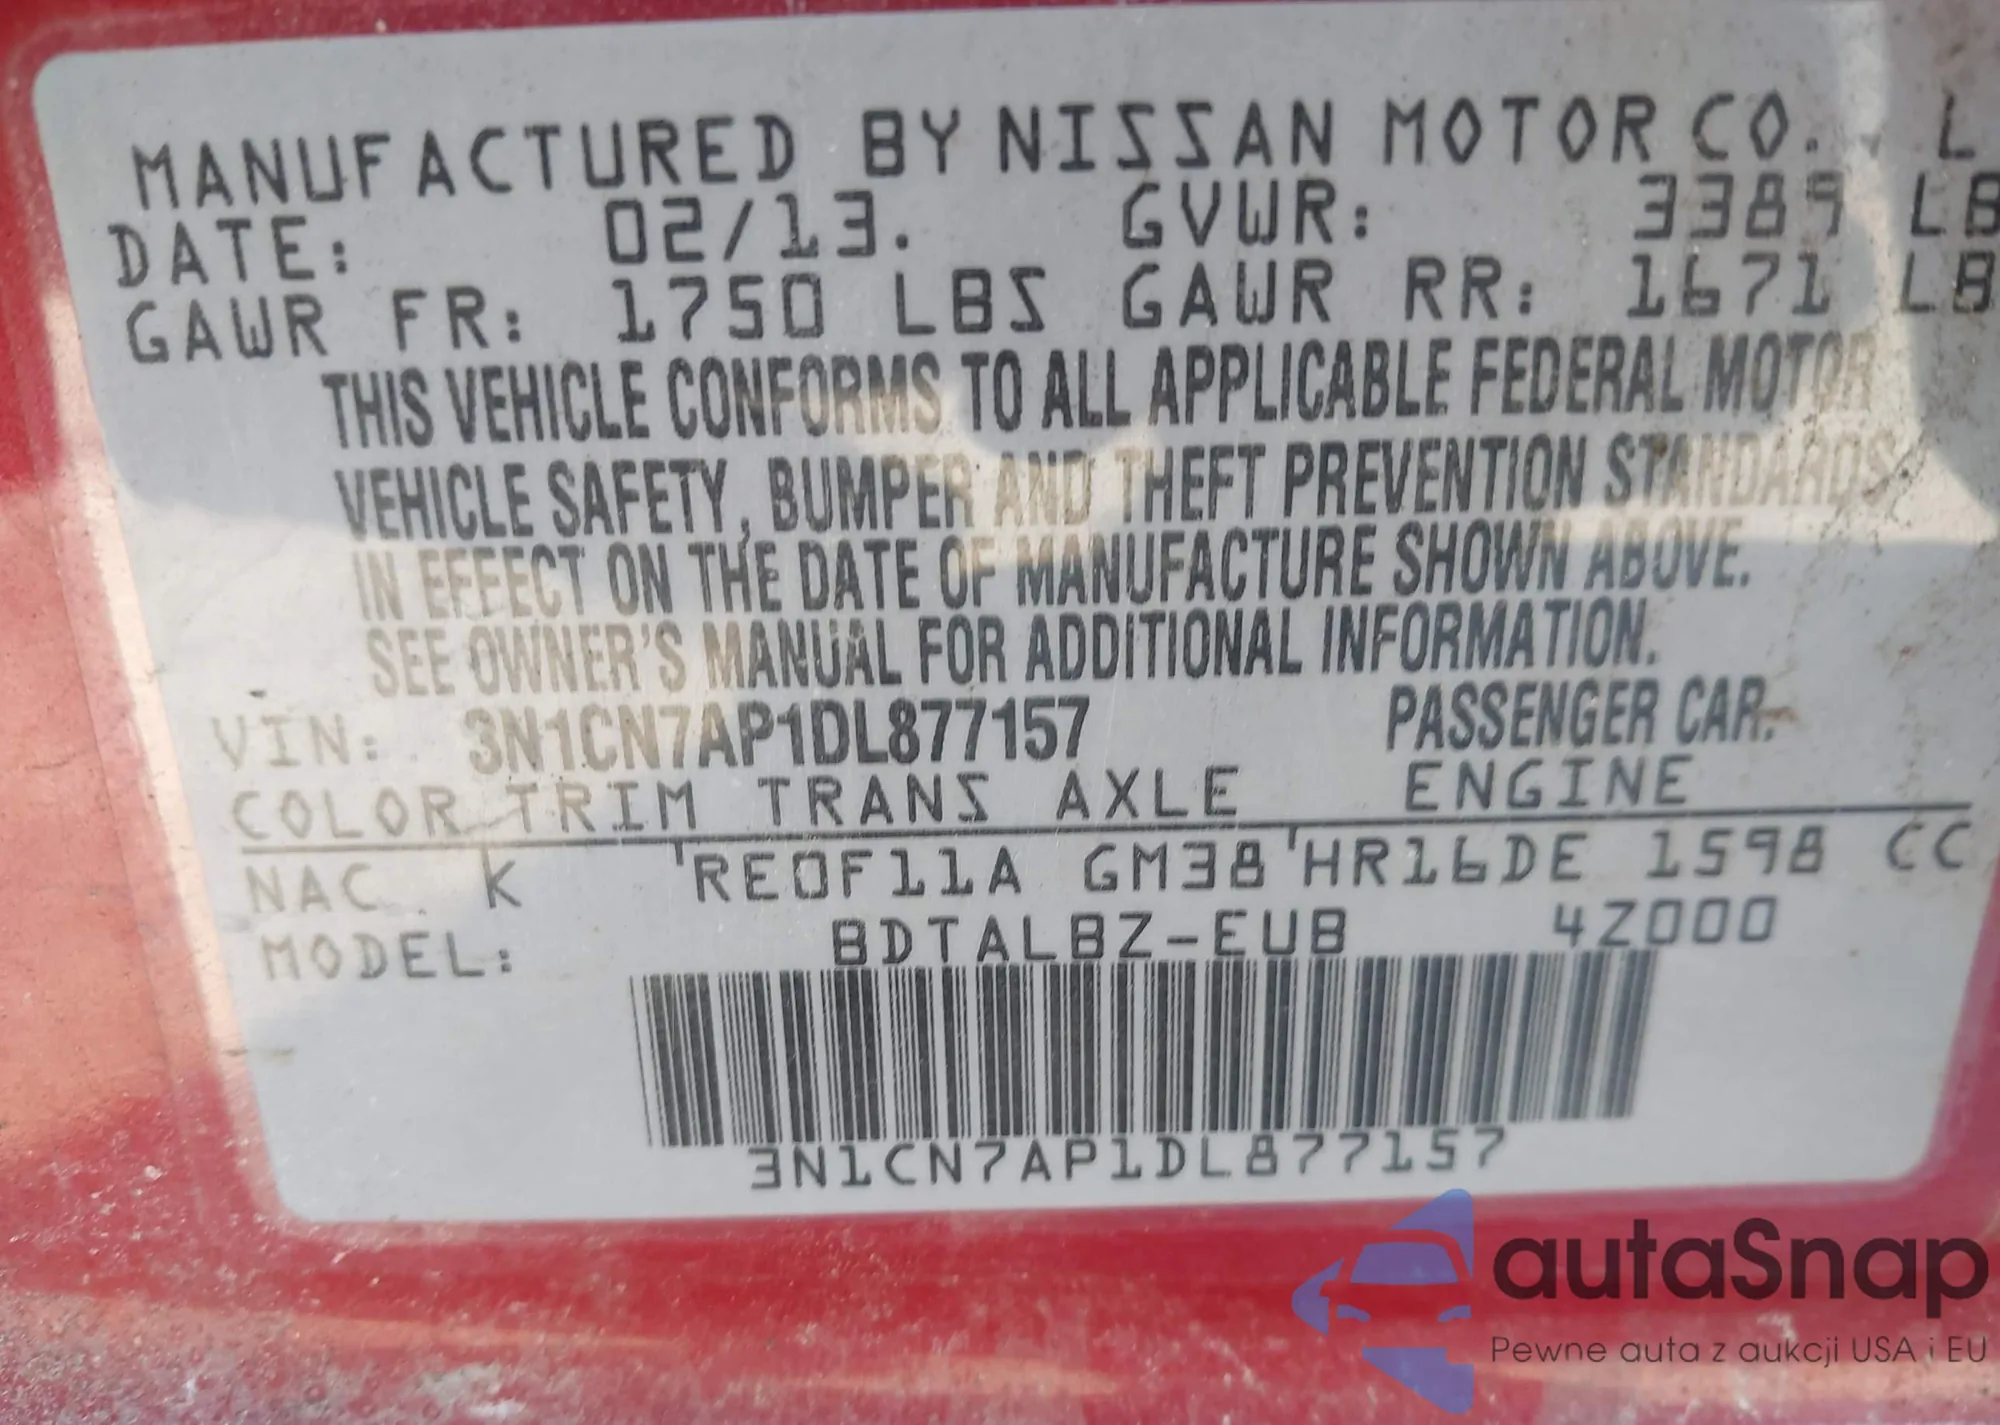 MANUFACTURED BY NISSAN MOTOR CO., L
DATE: 02/13. GVWR: 3389 LB
GAWR FR: 1750 LBS GAWR RR: 1671 LB
THIS VEHICLE CONFORMS TO ALL APPLICABLE FEDERAL MOTOR
VEHICLE SAFETY, BUMPER AND THEFT PREVENTION STANDARDS
IN EFFECT ON THE DATE OF MANUFACTURE SHOWN ABOVE.
SEE OWNER'S MANUAL FOR ADDITIONAL INFORMATION.
VIN: 3N1CN7AP1DL877157 PASSENGER CAR.
COLOR TRIM TRANS AXLE ENGINE
NAC K 'RE0F11A GM38'HR16DE 1598 CC
MODEL: BDTALBZ-EUB 4Z000
3N1CN7AP1DL877157
autaSnap
Pewne auta z aukcji USA i EU